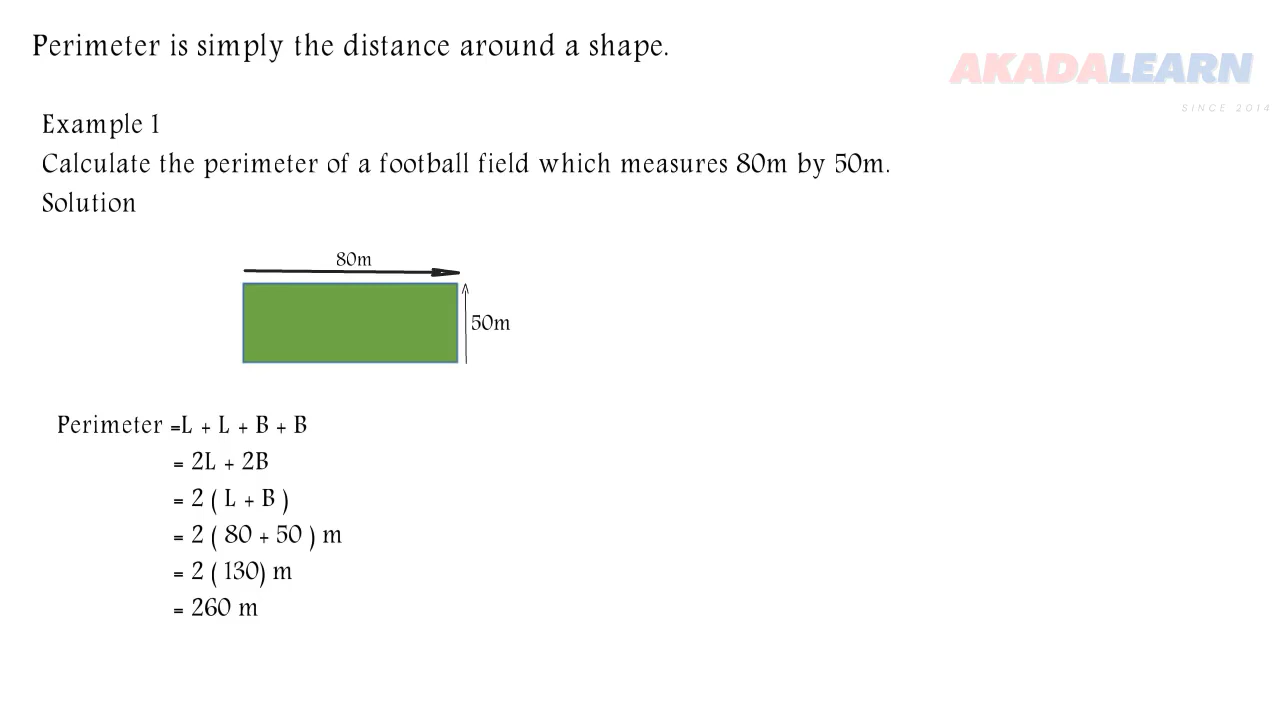 Perimeter is simply the distance around a shape.
AKADALEARN
SINCE 2014
Example 1
Calculate the perimeter of a football field which measures 80m by 50m.
Solution
80m
50m
Perimeter =L + L + B + B
= 2L + 2B
= 2 ( L + B )
= 2 ( 80 + 50 ) m
= 2 ( 130) m
= 260 m